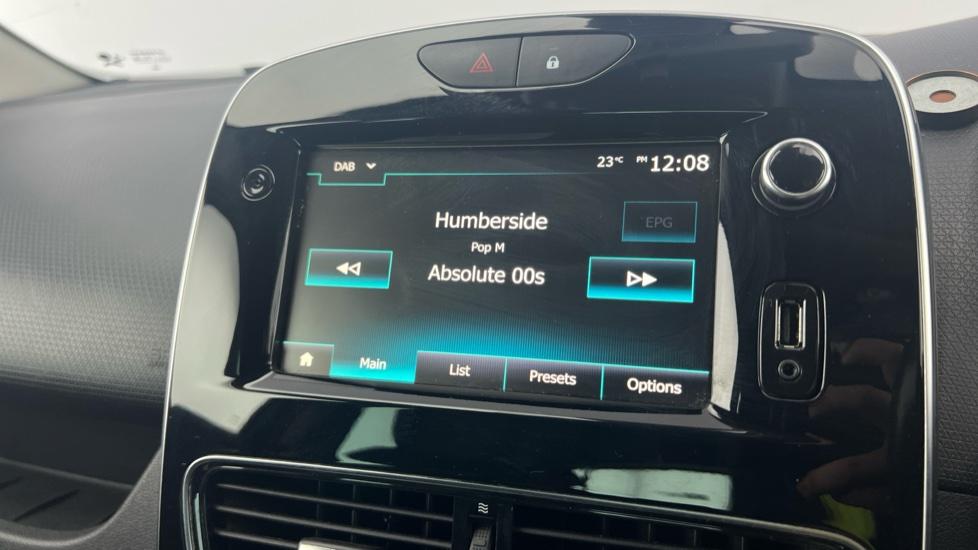 DAB
23°C PM 12:08
Humberside
EPG
Pop M
Absolute 00s
Main
List
Presets
Options